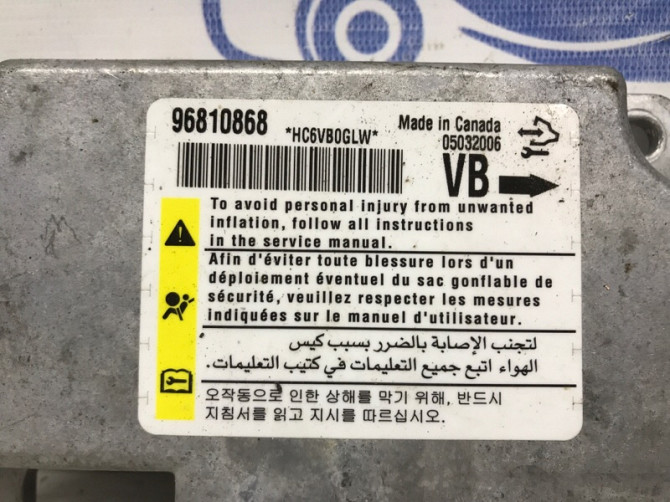 96810868
*HC6VB0GLW*
Made in Canada
05032006
VB
To avoid personal injury from unwanted
inflation, follow all instructions
in the service manual.
Afin d'éviter toute blessure lors d'un
déploiement éventuel du sac gonflable de
sécurité, veuillez respecter les mesures
indiquées sur le manuel d'utilisateur.
لتجنب الإصابة بالضرر بسبب كيس
الهواء اتبع جميع التعليمات في كتيب التعليمات.
오작동으로 인한 상해를 막기 위해, 반드시
지침서를 읽고 지시를 따르십시오.